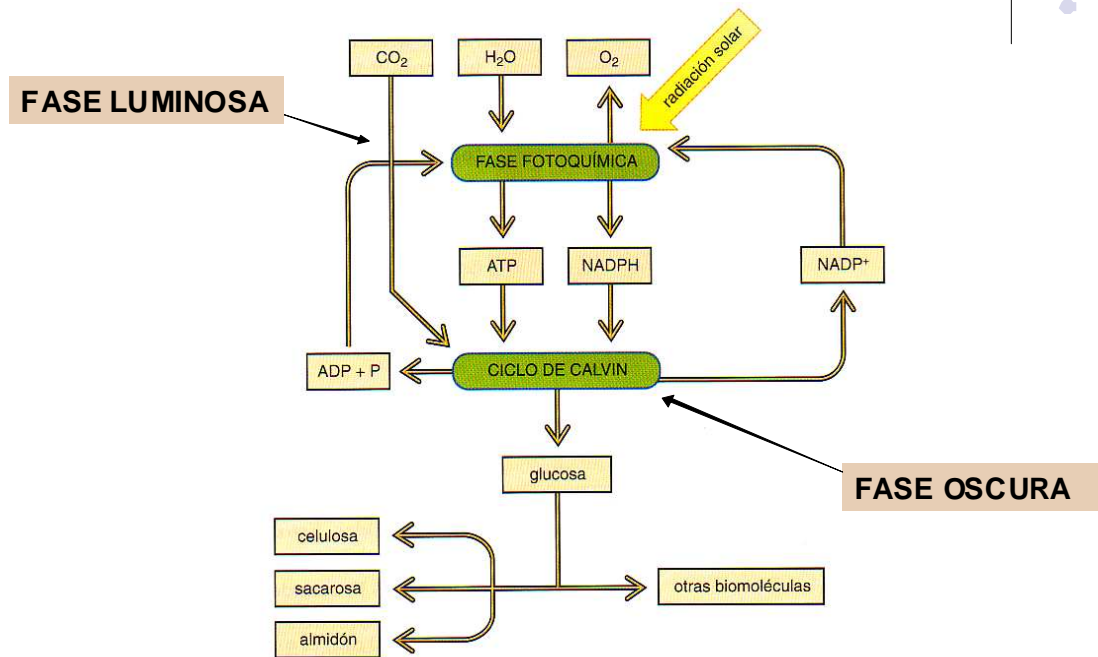 CO₂
H₂O
O₂
radiación solar
FASE LUMINOSA
FASE FOTOQUÍMICA
ATP
NADPH
NADP⁺
ADP + P
CICLO DE CALVIN
glucosa
FASE OSCURA
celulosa
sacarosa
otras biomoléculas
almidón